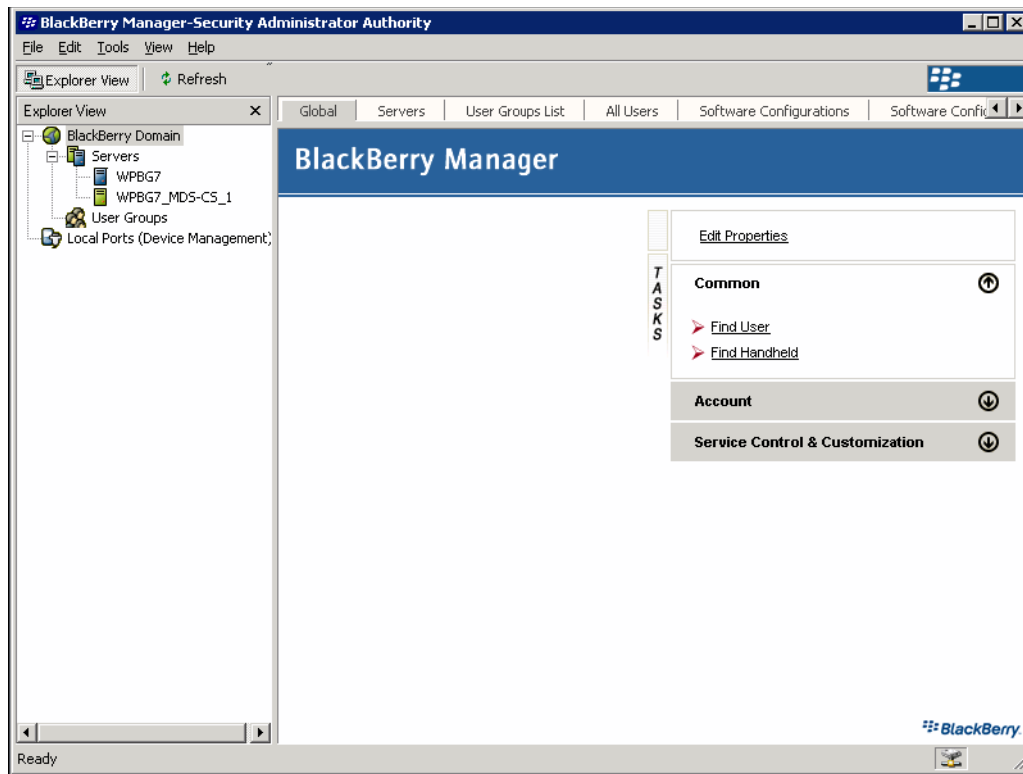 BlackBerry Manager-Security Administrator Authority
File Edit Tools View Help
Explorer View Refresh
Explorer View
BlackBerry Domain
Servers
WPBG7
WPBG7_MDS-CS_1
User Groups
Local Ports (Device Management)
Global Servers User Groups List All Users Software Configurations Software Config
BlackBerry Manager
TASKS
Edit Properties
Common
Find User
Find Handheld
Account
Service Control & Customization
BlackBerry.
Ready